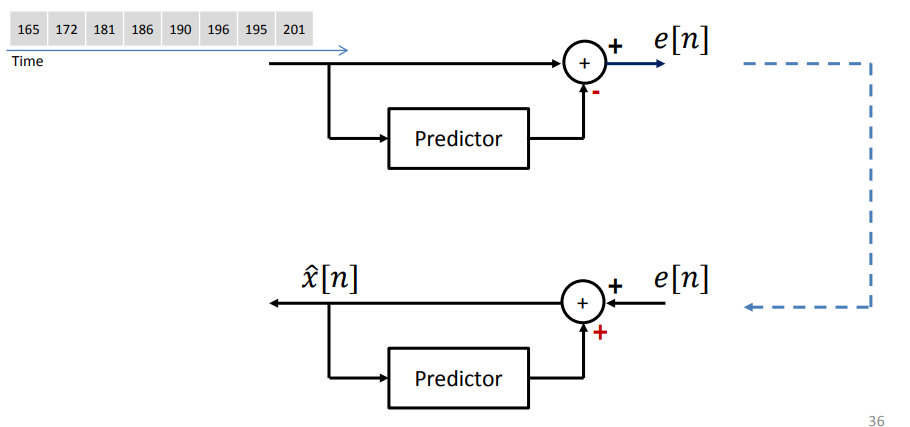 165 172 181 186 190 196 195 201
Time
+ e[n]
+
-
Predictor
x̂[n] + e[n]
+
+
Predictor
36